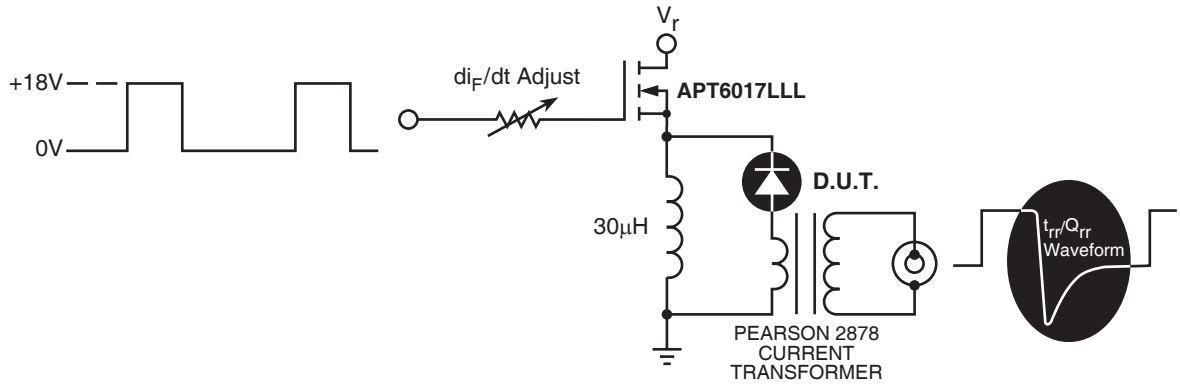 V_r
+18V
0V
di_F/dt Adjust
APT6017LLL
D.U.T.
30μH
t_rr/Q_rr
Waveform
PEARSON 2878
CURRENT
TRANSFORMER